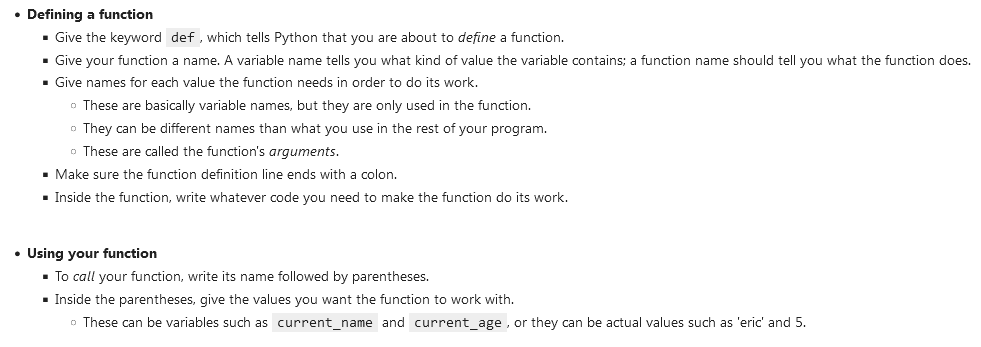 • Defining a function
▪ Give the keyword def , which tells Python that you are about to define a function.
▪ Give your function a name. A variable name tells you what kind of value the variable contains; a function name should tell you what the function does.
▪ Give names for each value the function needs in order to do its work.
○ These are basically variable names, but they are only used in the function.
○ They can be different names than what you use in the rest of your program.
○ These are called the function's arguments.
▪ Make sure the function definition line ends with a colon.
▪ Inside the function, write whatever code you need to make the function do its work.
• Using your function
▪ To call your function, write its name followed by parentheses.
▪ Inside the parentheses, give the values you want the function to work with.
○ These can be variables such as current_name and current_age , or they can be actual values such as 'eric' and 5.